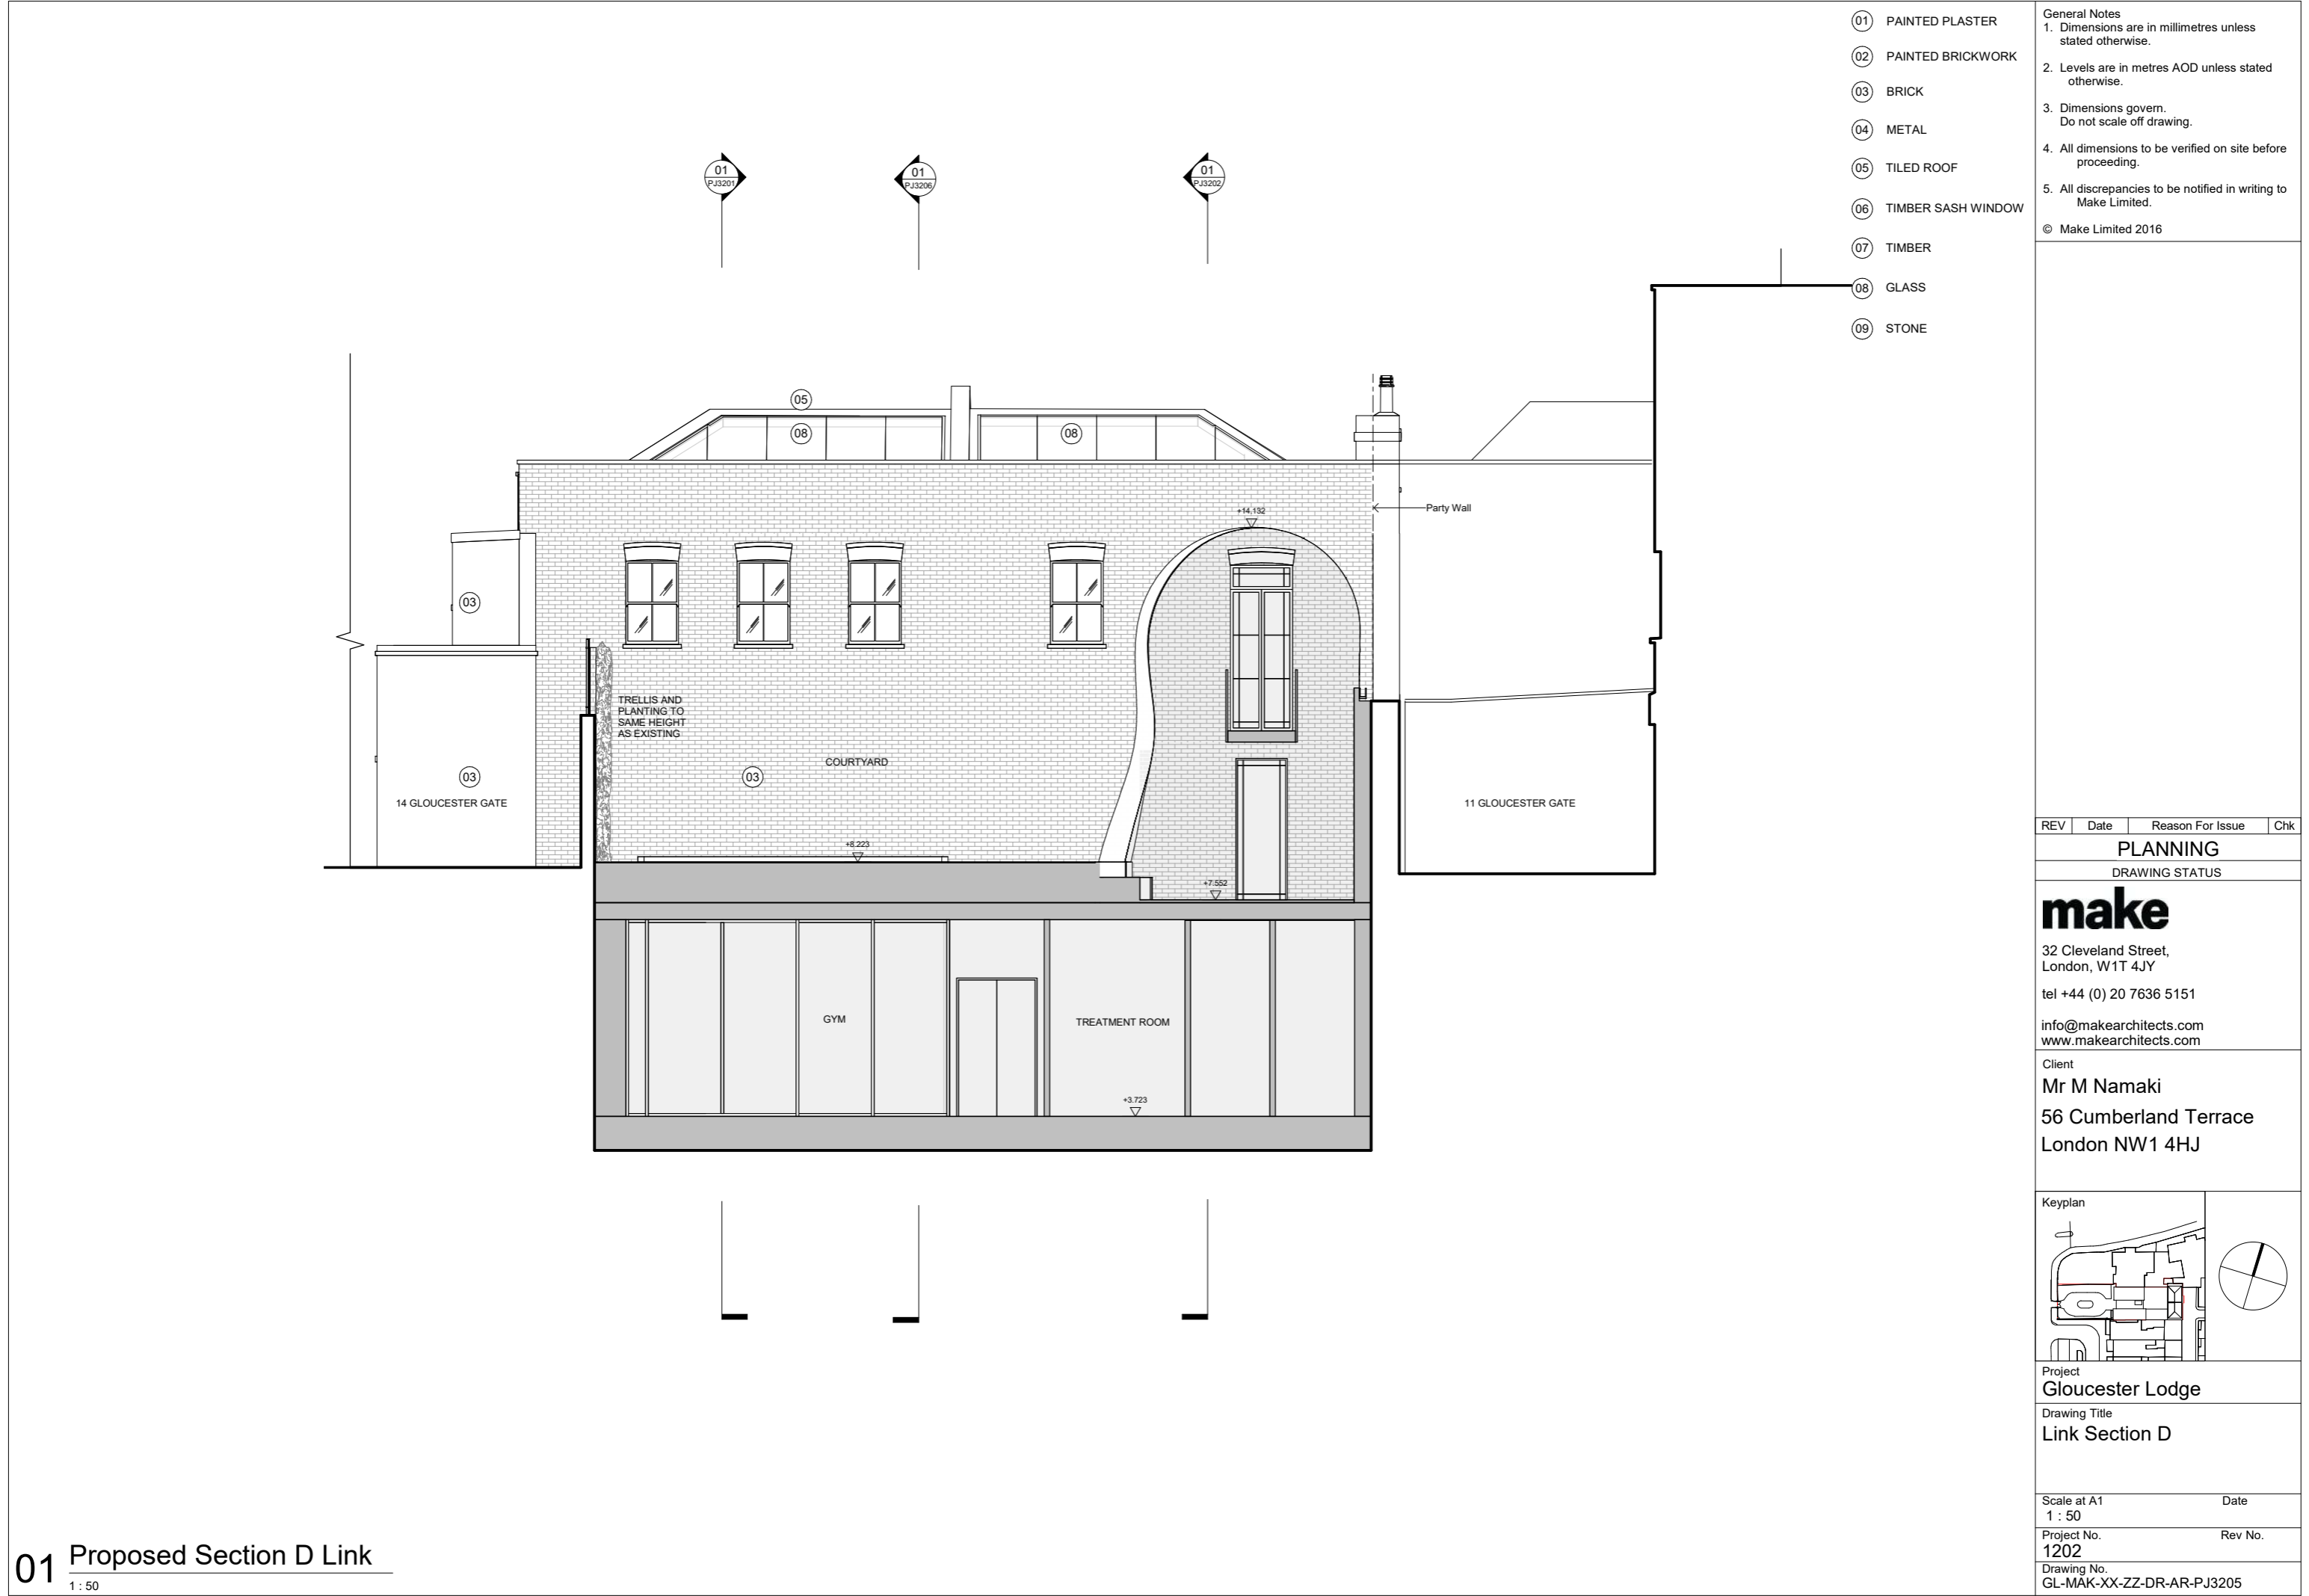 01 PAINTED PLASTER
02 PAINTED BRICKWORK
03 BRICK
04 METAL
05 TILED ROOF
06 TIMBER SASH WINDOW
07 TIMBER
08 GLASS
09 STONE
General Notes
1. Dimensions are in millimetres unless
stated otherwise.
2. Levels are in metres AOD unless stated
otherwise.
3. Dimensions govern.
Do not scale off drawing.
4. All dimensions to be verified on site before
proceeding.
5. All discrepancies to be notified in writing to
Make Limited.
© Make Limited 2016
01
PJ3201
01
PJ3206
01
PJ3202
05
08
08
Party Wall
+14.132
03
TRELLIS AND
PLANTING TO
SAME HEIGHT
AS EXISTING
COURTYARD
03
03
14 GLOUCESTER GATE
11 GLOUCESTER GATE
+8.223
+7.552
GYM
TREATMENT ROOM
+3.723
REV Date Reason For Issue Chk
PLANNING
DRAWING STATUS
make
32 Cleveland Street,
London, W1T 4JY
tel +44 (0) 20 7636 5151
info@makearchitects.com
www.makearchitects.com
Client
Mr M Namaki
56 Cumberland Terrace
London NW1 4HJ
Keyplan
Project
Gloucester Lodge
Drawing Title
Link Section D
Scale at A1 Date
1 : 50
Project No. Rev No.
1202
Drawing No.
GL-MAK-XX-ZZ-DR-AR-PJ3205
01 Proposed Section D Link
1 : 50